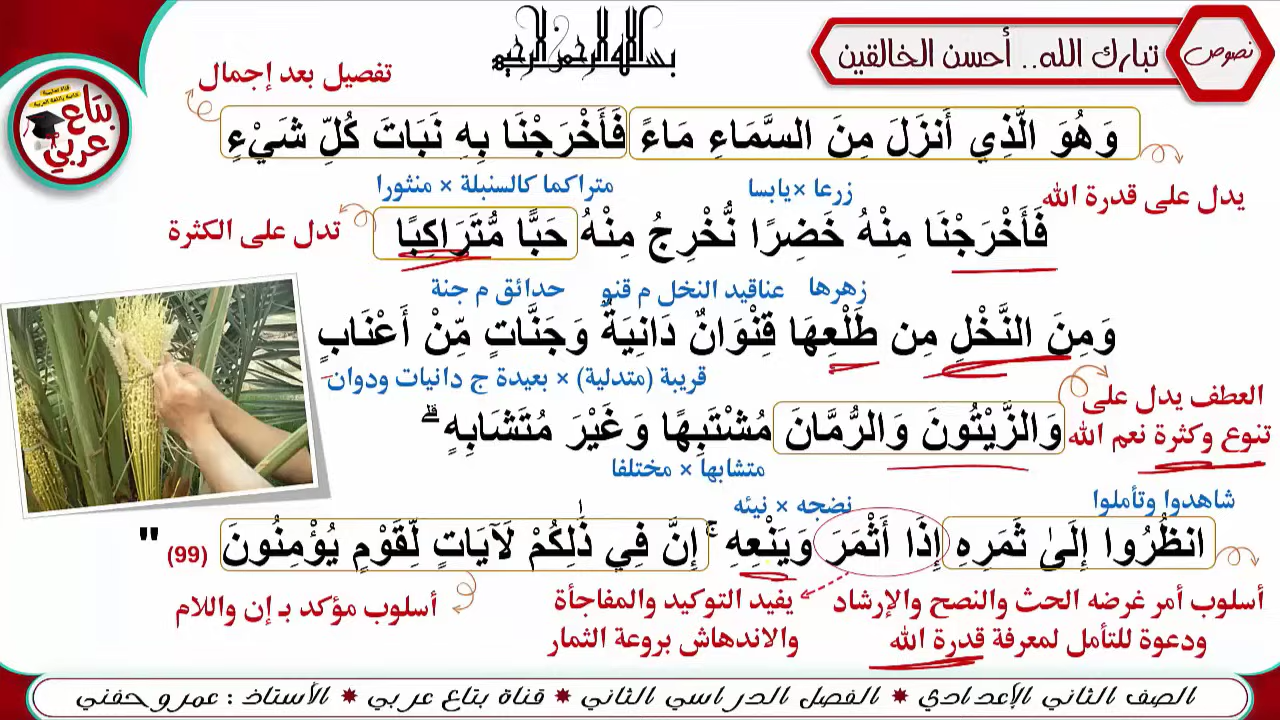 بسم الله الرحمن الرحيم
نصوص
تبارك الله.. أحسن الخالقين
بتاع عربي
تفصيل بعد إجمال
وَهُوَ الَّذِي أَنزَلَ مِنَ السَّمَاءِ مَاءً فَأَخْرَجْنَا بِهِ نَبَاتَ كُلِّ شَيْءٍ
يدل على قدرة الله
زرعا × يابسا
متراكما كالسنبلة × منثورا
فَأَخْرَجْنَا مِنْهُ خَضِرًا نُّخْرِجُ مِنْهُ حَبًّا مُّتَرَاكِبًا
تدل على الكثرة
زهرها
عناقيد النخل م قنو
حدائق م جنة
وَمِنَ النَّخْلِ مِن طَلْعِهَا قِنْوَانٌ دَانِيَةٌ وَجَنَّاتٍ مِّنْ أَعْنَابٍ
قريبة (متدلية) × بعيدة ج دانيات ودوان
العطف يدل على
تنوع وكثرة نعم الله
وَالزَّيْتُونَ وَالرُّمَّانَ مُشْتَبِهًا وَغَيْرَ مُتَشَابِهٍ ۗ
متشابها × مختلفا
شاهدوا وتأملوا
نضجه × نيئه
انظُرُوا إِلَىٰ ثَمَرِهِ إِذَا أَثْمَرَ وَيَنْعِهِ ۚ إِنَّ فِي ذَٰلِكُمْ لَآيَاتٍ لِّقَوْمٍ يُؤْمِنُونَ (99) "
أسلوب أمر غرضه الحث والنصح والإرشاد
ودعوة للتأمل لمعرفة قدرة الله
يفيد التوكيد والمفاجأة
والاندهاش بروعة الثمار
أسلوب مؤكد بـ إن واللام
الصف الثاني الإعدادي * الفصل الدراسي الثاني * قناة بتاع عربي * الأستاذ : عمرو حفني